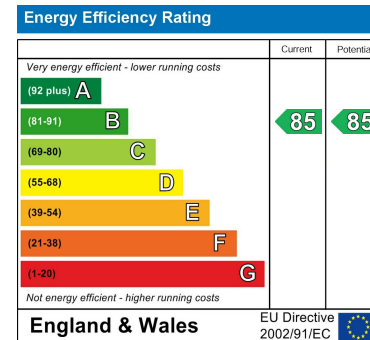 Energy Efficiency Rating
Current Potentia
Very energy efficient - lower running costs
(92 plus) A
(81-91) B 85 85
(69-80) C
(55-68) D
(39-54) E
(21-38) F
(1-20) G
Not energy efficient - higher running costs
England & Wales
EU Directive
2002/91/EC